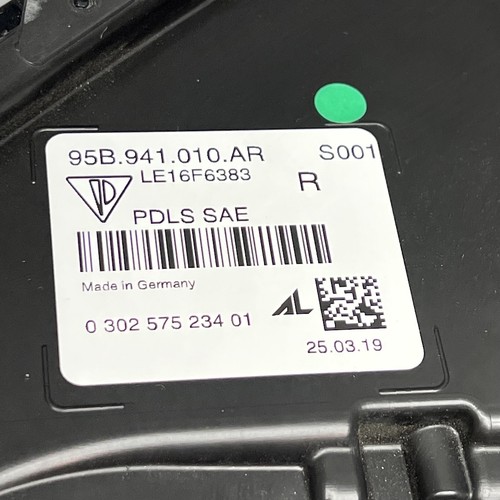 95B.941.010.AR S001
LE16F6383
R
PDLS SAE
Made in Germany
0 302 575 234 01
AL
25.03.19